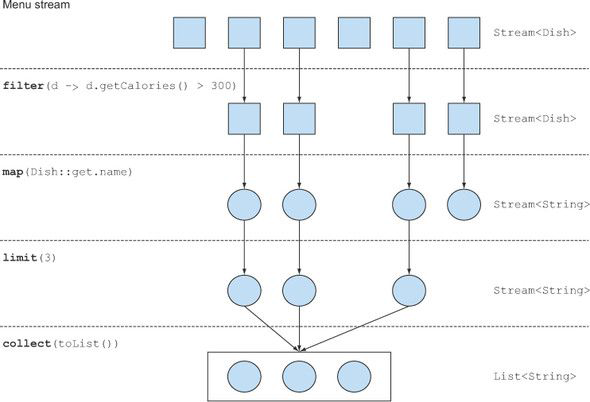 Menu stream
Stream<Dish>
filter(d -> d.getCalories() > 300)
Stream<Dish>
map(Dish::get.name)
Stream<String>
limit(3)
Stream<String>
collect(toList())
List<String>